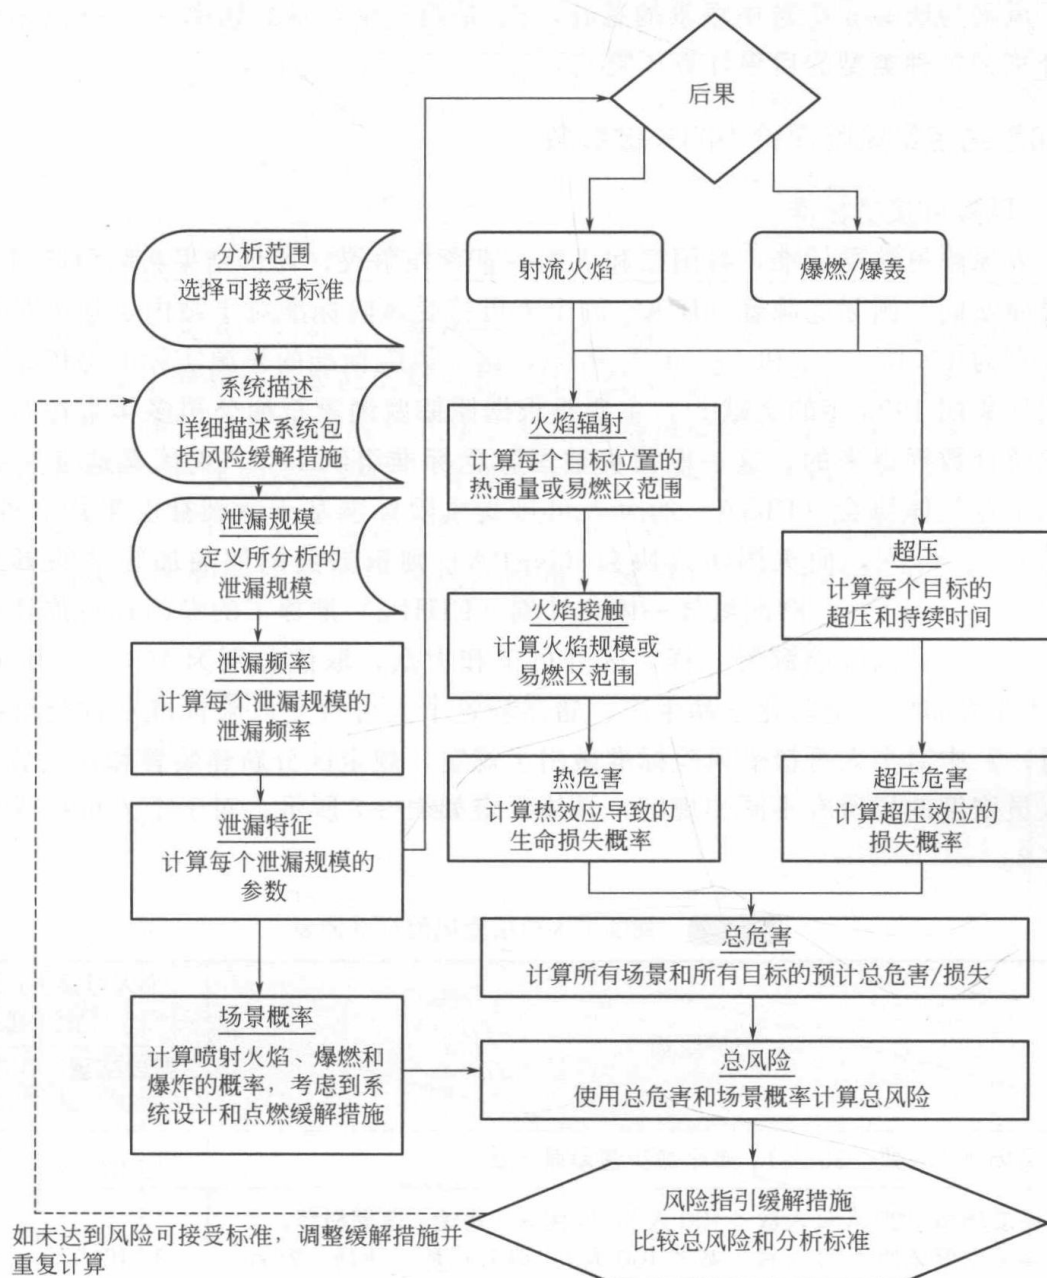 后果
射流火焰
爆燃/爆轰
分析范围
选择可接受标准
系统描述
详细描述系统包
括风险缓解措施
泄漏规模
定义所分析的
泄漏规模
泄漏频率
计算每个泄漏规模的
泄漏频率
泄漏特征
计算每个泄漏规模的
参数
场景概率
计算喷射火焰、爆燃和
爆炸的概率，考虑到系
统设计和点燃缓解措施
火焰辐射
计算每个目标位置的
热通量或易燃区范围
火焰接触
计算火焰规模或
易燃区范围
热危害
计算热效应导致的
生命损失概率
超压
计算每个目标的
超压和持续时间
超压危害
计算超压效应的
损失概率
总危害
计算所有场景和所有目标的预计总危害/损失
总风险
使用总危害和场景概率计算总风险
风险指引缓解措施
比较总风险和分析标准
如未达到风险可接受标准，调整缓解措施并
重复计算